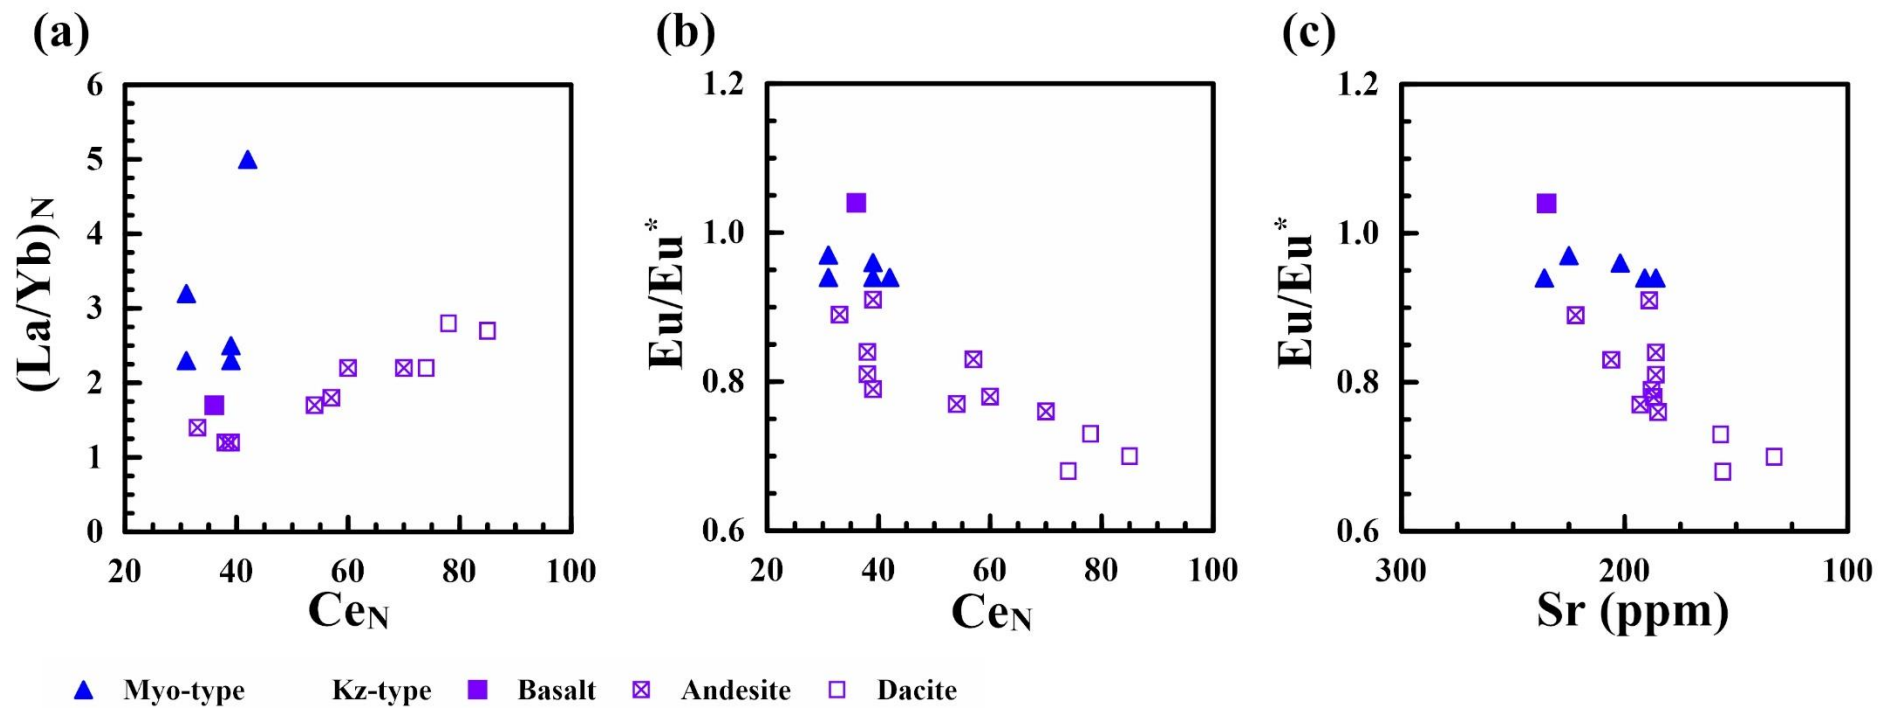 (a)
(b)
(c)
6
5
4
3
2
1
0
(La/Yb)N
20 40 60 80 100
CeN
1.2
1.0
0.8
0.6
Eu/Eu*
20 40 60 80 100
CeN
1.2
1.0
0.8
0.6
Eu/Eu*
300 200 100
Sr (ppm)
Myo-type Kz-type Basalt Andesite Dacite